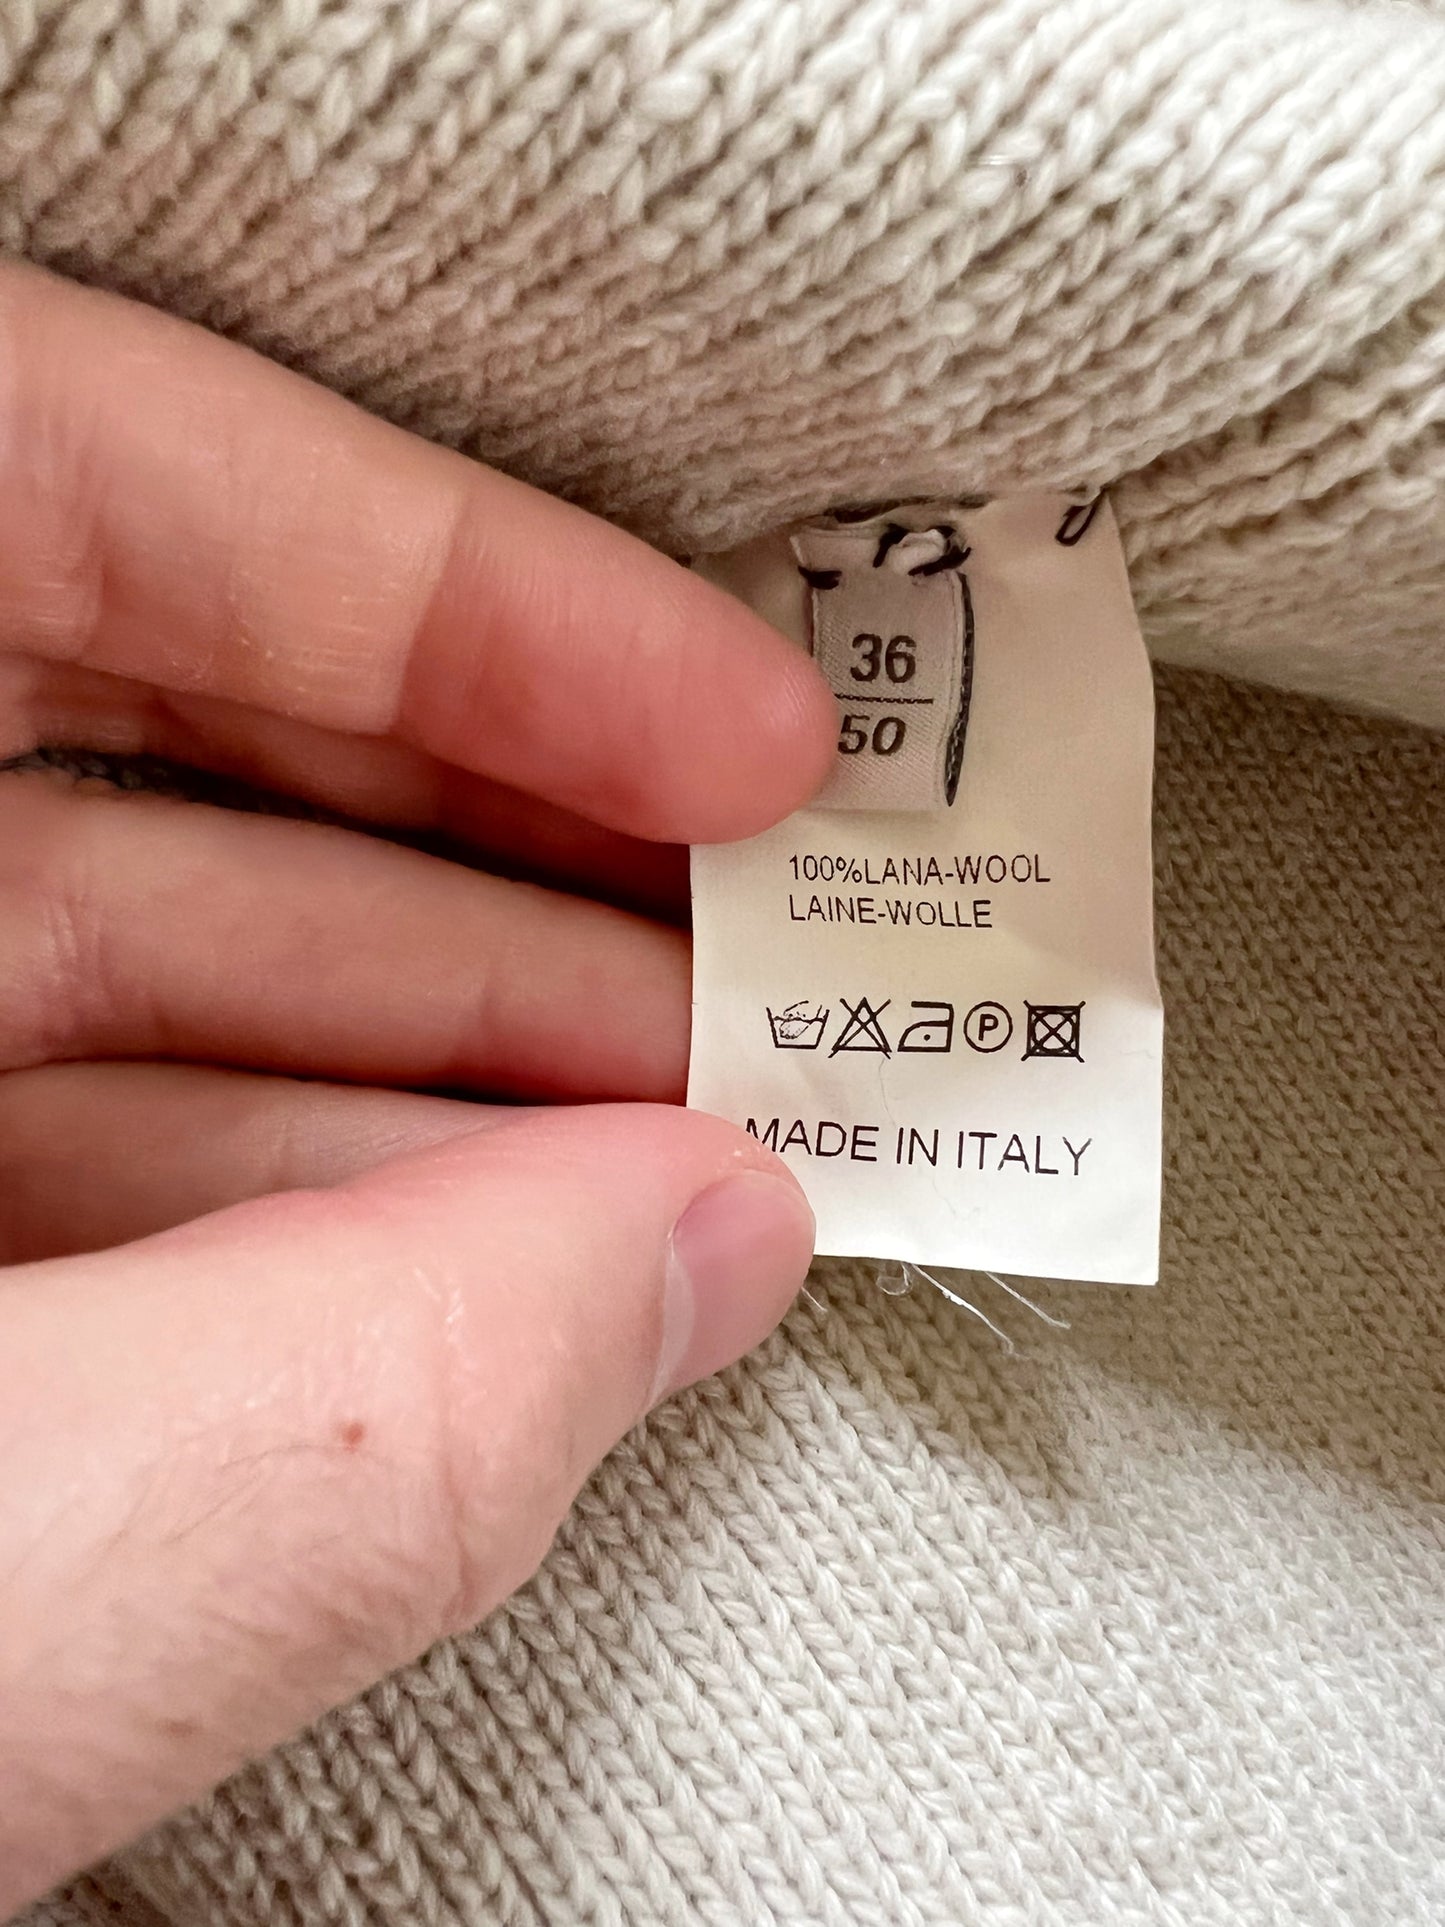 36
50
100%LANA-WOOL
LAINE-WOLLE
P
MADE IN ITALY